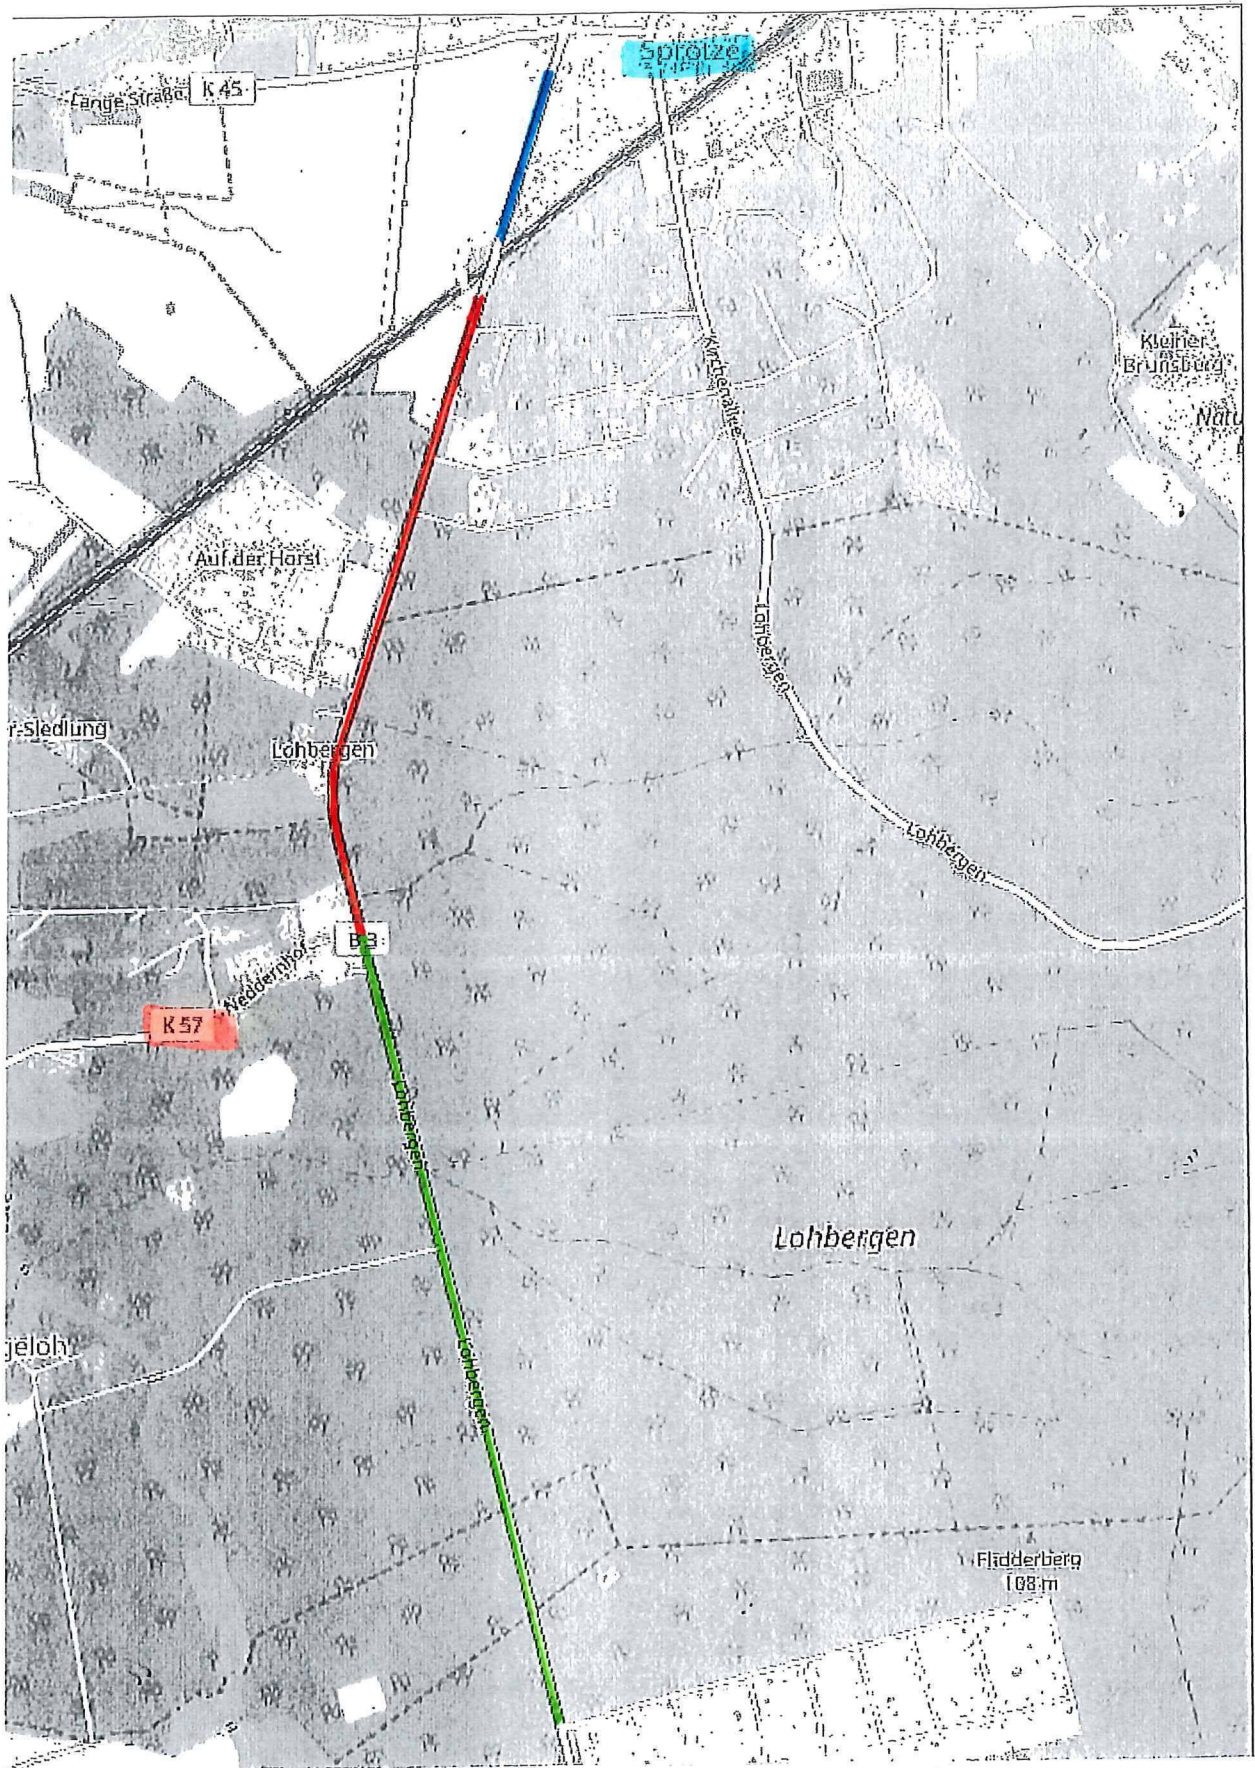 Sprötze
Lange Straße
K 45
Kleiner
Brunsberg
Natu
Kirchenallee
Auf der Horst
Lohbergen
r-Siedlung
Lohbergen
Lohbergen
B 3
Neddernhof
K 57
Lohbergen
Lohbergen
geloh
Lohbergen
Flidderberg
108 m